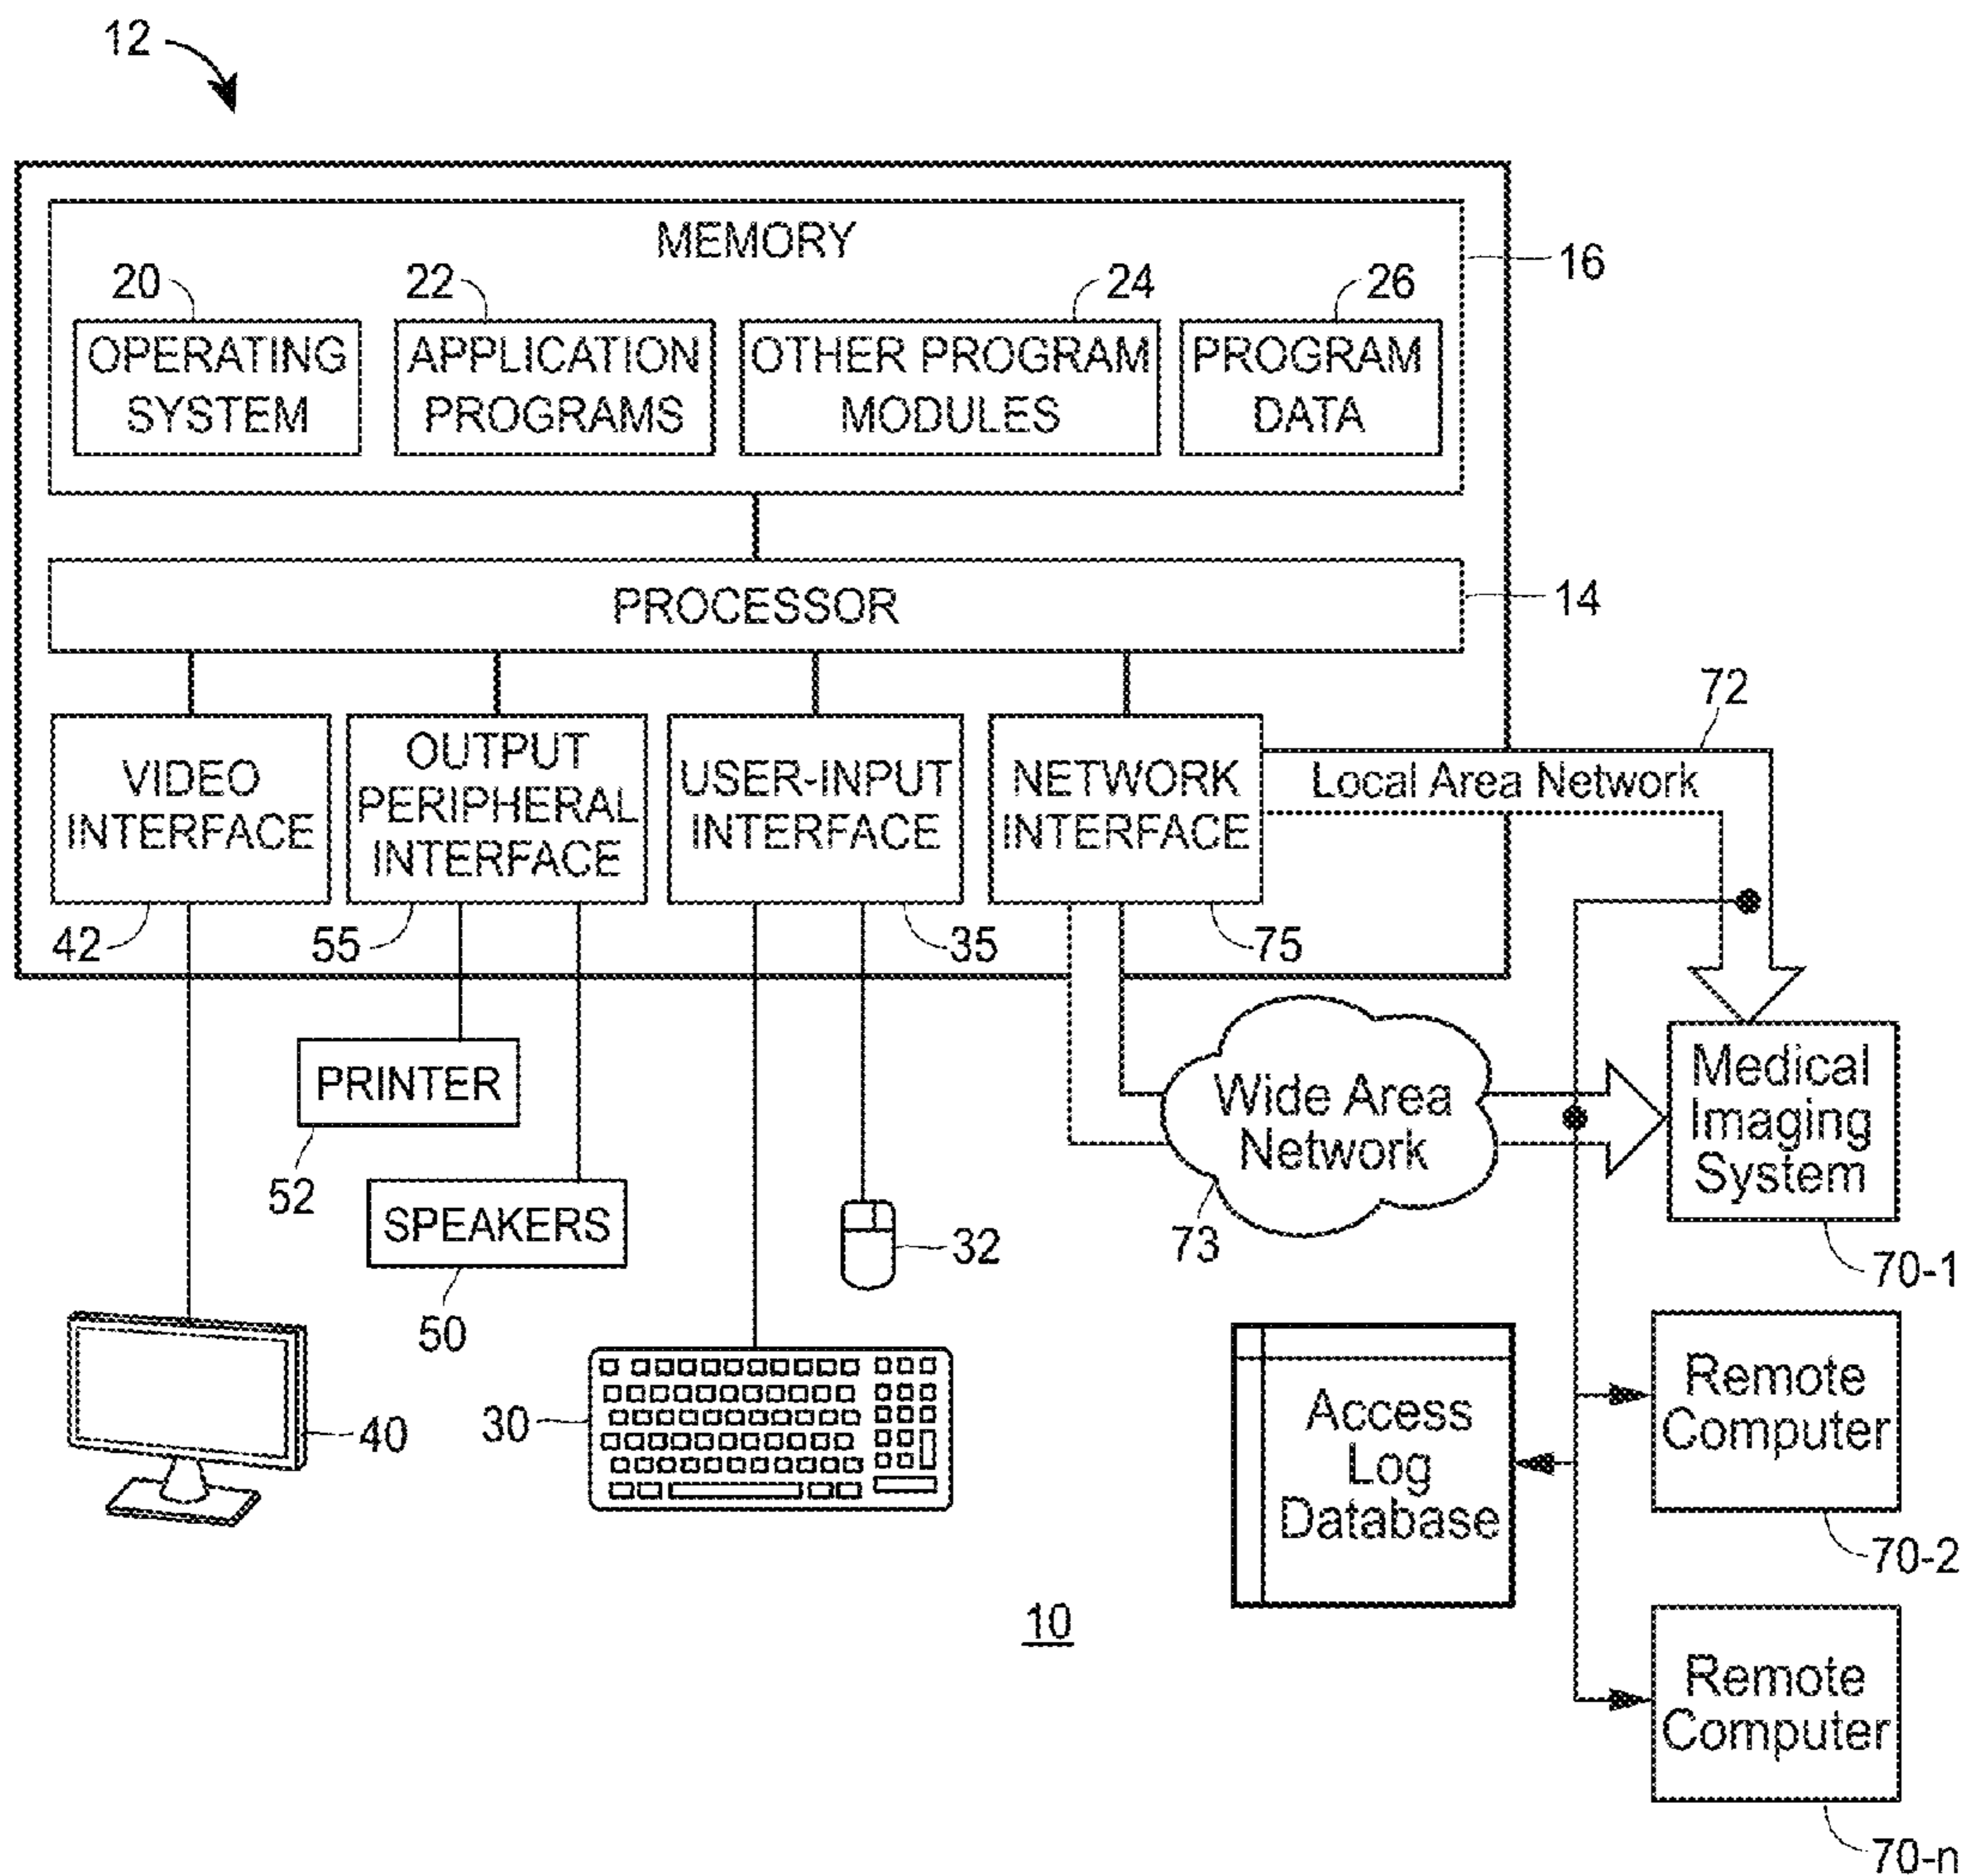 12
MEMORY
16
20
22
24
26
OPERATING
SYSTEM
APPLICATION
PROGRAMS
OTHER PROGRAM
MODULES
PROGRAM
DATA
PROCESSOR
14
72
VIDEO
INTERFACE
OUTPUT
PERIPHERAL
INTERFACE
USER-INPUT
INTERFACE
NETWORK
INTERFACE
Local Area Network
42
55
35
75
PRINTER
52
SPEAKERS
50
32
Wide Area
Network
73
Medical
Imaging
System
70-1
40
30
Access
Log
Database
Remote
Computer
70-2
10
Remote
Computer
70-n